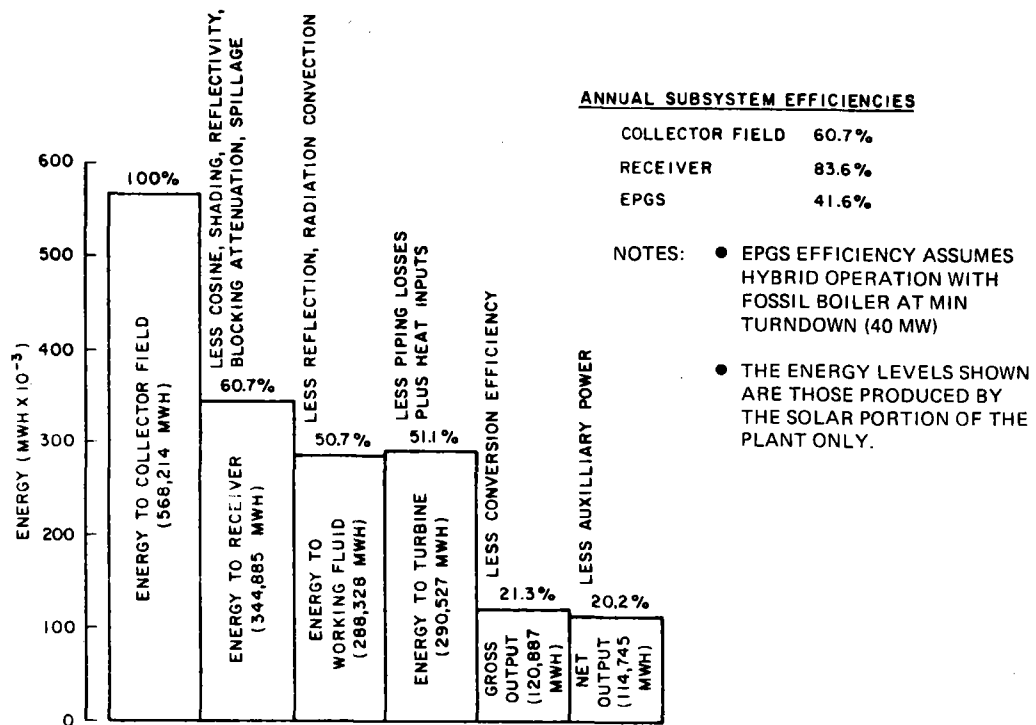 LESS COSINE, SHADING, REFLECTIVITY,
BLOCKING ATTENUATION, SPILLAGE
LESS REFLECTION, RADIATION CONVECTION
LESS PIPING LOSSES
PLUS HEAT INPUTS
LESS CONVERSION EFFICIENCY
LESS AUXILLIARY POWER
ENERGY (MWH X 10⁻³)
600
500
400
300
200
100
0
100%
60.7%
50.7%
51.1%
21.3%
20.2%
ENERGY TO COLLECTOR FIELD
(568,214 MWH)
ENERGY TO RECEIVER
(344,885 MWH)
ENERGY TO
WORKING FLUID
(288,328 MWH)
ENERGY TO TURBINE
(290,527 MWH)
GROSS
OUTPUT
(120,887
MWH)
NET
OUTPUT
(114,745
MWH)
ANNUAL SUBSYSTEM EFFICIENCIES
COLLECTOR FIELD 60.7%
RECEIVER 83.6%
EPGS 41.6%
NOTES: ● EPGS EFFICIENCY ASSUMES
HYBRID OPERATION WITH
FOSSIL BOILER AT MIN
TURNDOWN (40 MW)
● THE ENERGY LEVELS SHOWN
ARE THOSE PRODUCED BY
THE SOLAR PORTION OF THE
PLANT ONLY.